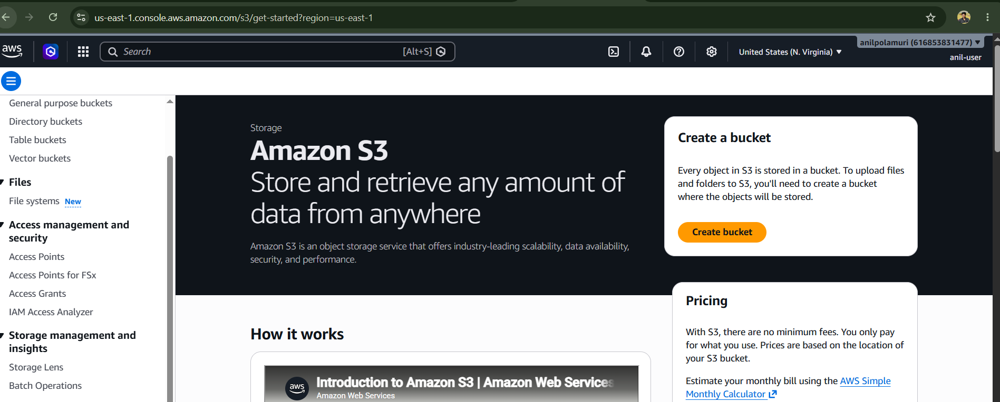 us-east-1.console.aws.amazon.com/s3/get-started?region=us-east-1
aws
Search
[Alt+S]
United States (N. Virginia)
anilpolamuri (616853831477)
anil-user
General purpose buckets
Directory buckets
Table buckets
Vector buckets
Files
File systems New
Access management and
security
Access Points
Access Points for FSx
Access Grants
IAM Access Analyzer
Storage management and
insights
Storage Lens
Batch Operations
Storage
Amazon S3
Store and retrieve any amount of
data from anywhere
Amazon S3 is an object storage service that offers industry-leading scalability, data availability,
security, and performance.
Create a bucket
Every object in S3 is stored in a bucket. To upload files
and folders to S3, you'll need to create a bucket
where the objects will be stored.
Create bucket
How it works
aws
Introduction to Amazon S3 | Amazon Web Services
Amazon Web Services
Pricing
With S3, there are no minimum fees. You only pay
for what you use. Prices are based on the location of
your S3 bucket.
Estimate your monthly bill using the AWS Simple
Monthly Calculator